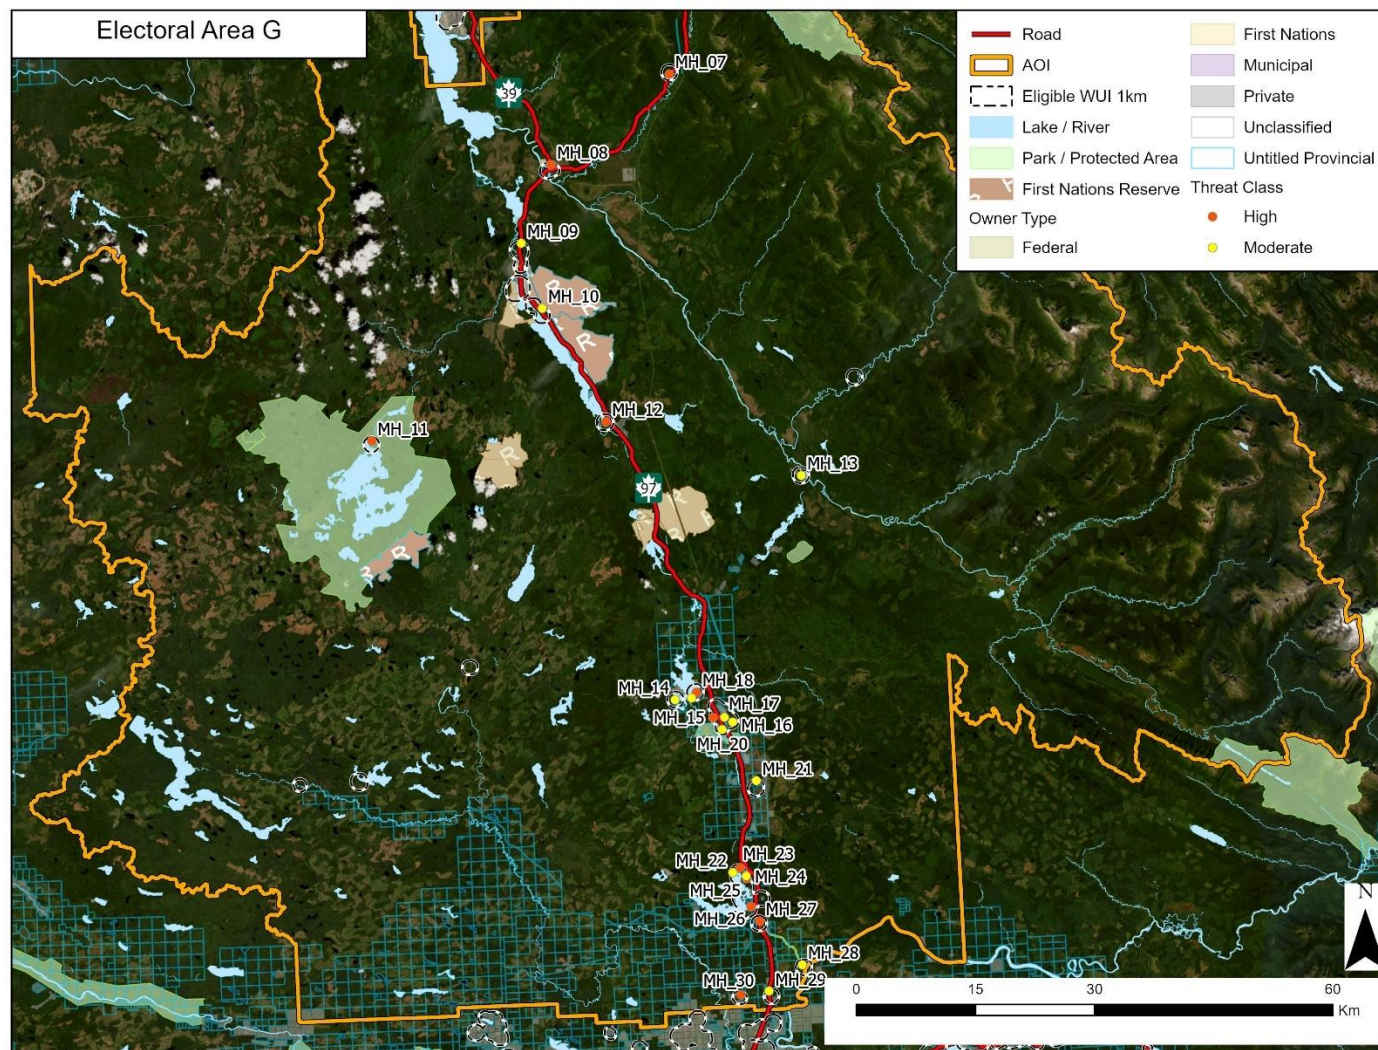 Electoral Area G
Road
AOI
Eligible WUI 1km
Lake / River
Park / Protected Area
First Nations Reserve
Owner Type
Federal
First Nations
Municipal
Private
Unclassified
Untitled Provincial
Threat Class
High
Moderate
MH_07
39
MH_08
MH_09
MH_10
R
R
R
MH_12
MH_11
R
MH_13
97
R
R
R
MH_18
MH_14
MH_17
MH_15
MH_16
MH_20
MH_21
MH_23
MH_22
MH_24
MH_25
MH_27
MH_26
MH_28
MH_30
MH_29
N
0 15 30 60 Km